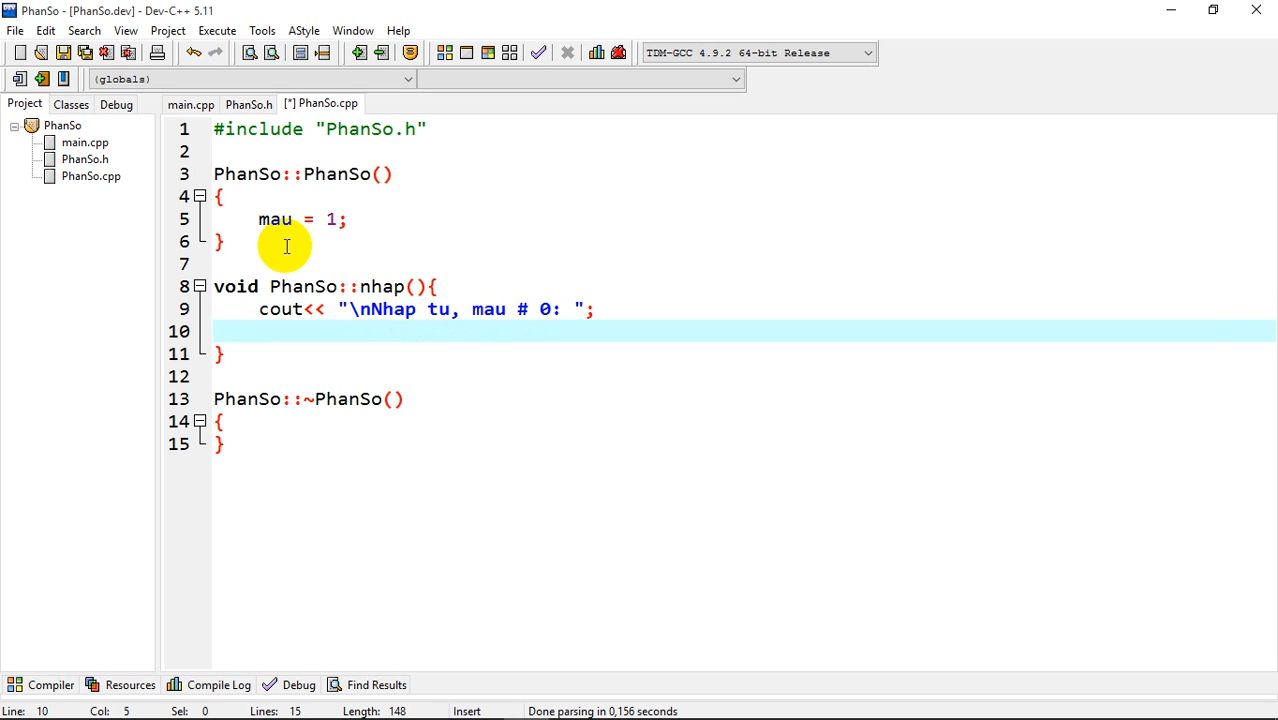 PhanSo - [PhanSo.dev] - Dev-C++ 5.11
File Edit Search View Project Execute Tools AStyle Window Help
TDM-GCC 4.9.2 64-bit Release
(globals)
Project Classes Debug main.cpp PhanSo.h [*] PhanSo.cpp
PhanSo
main.cpp
PhanSo.h
PhanSo.cpp
1 #include "PhanSo.h"
2
3 PhanSo::PhanSo()
4 {
5 mau = 1;
6 }
7
8 void PhanSo::nhap(){
9 cout<< "\nNhap tu, mau # 0: ";
10
11 }
12
13 PhanSo::~PhanSo()
14 {
15 }
Compiler Resources Compile Log Debug Find Results
Line: 10 Col: 5 Sel: 0 Lines: 15 Length: 148 Insert Done parsing in 0,156 seconds